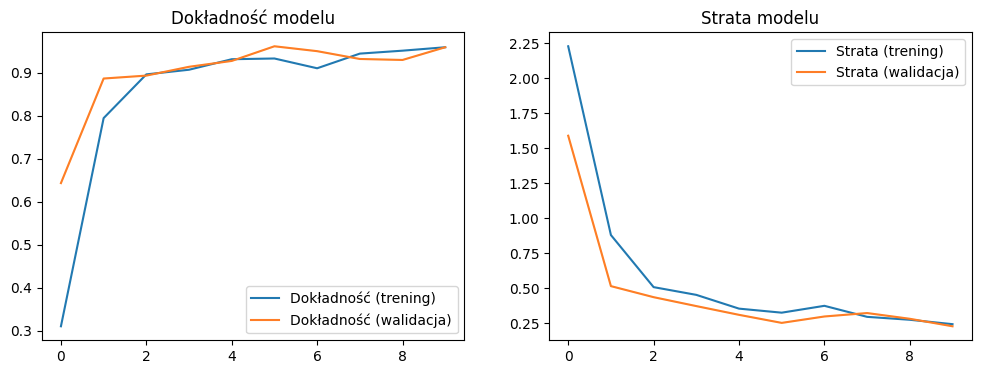 Dokładność modelu
0.9
0.8
0.7
0.6
0.5
0.4
0.3
0 2 4 6 8
Dokładność (trening)
Dokładność (walidacja)
Strata modelu
2.25
2.00
1.75
1.50
1.25
1.00
0.75
0.50
0.25
0 2 4 6 8
Strata (trening)
Strata (walidacja)